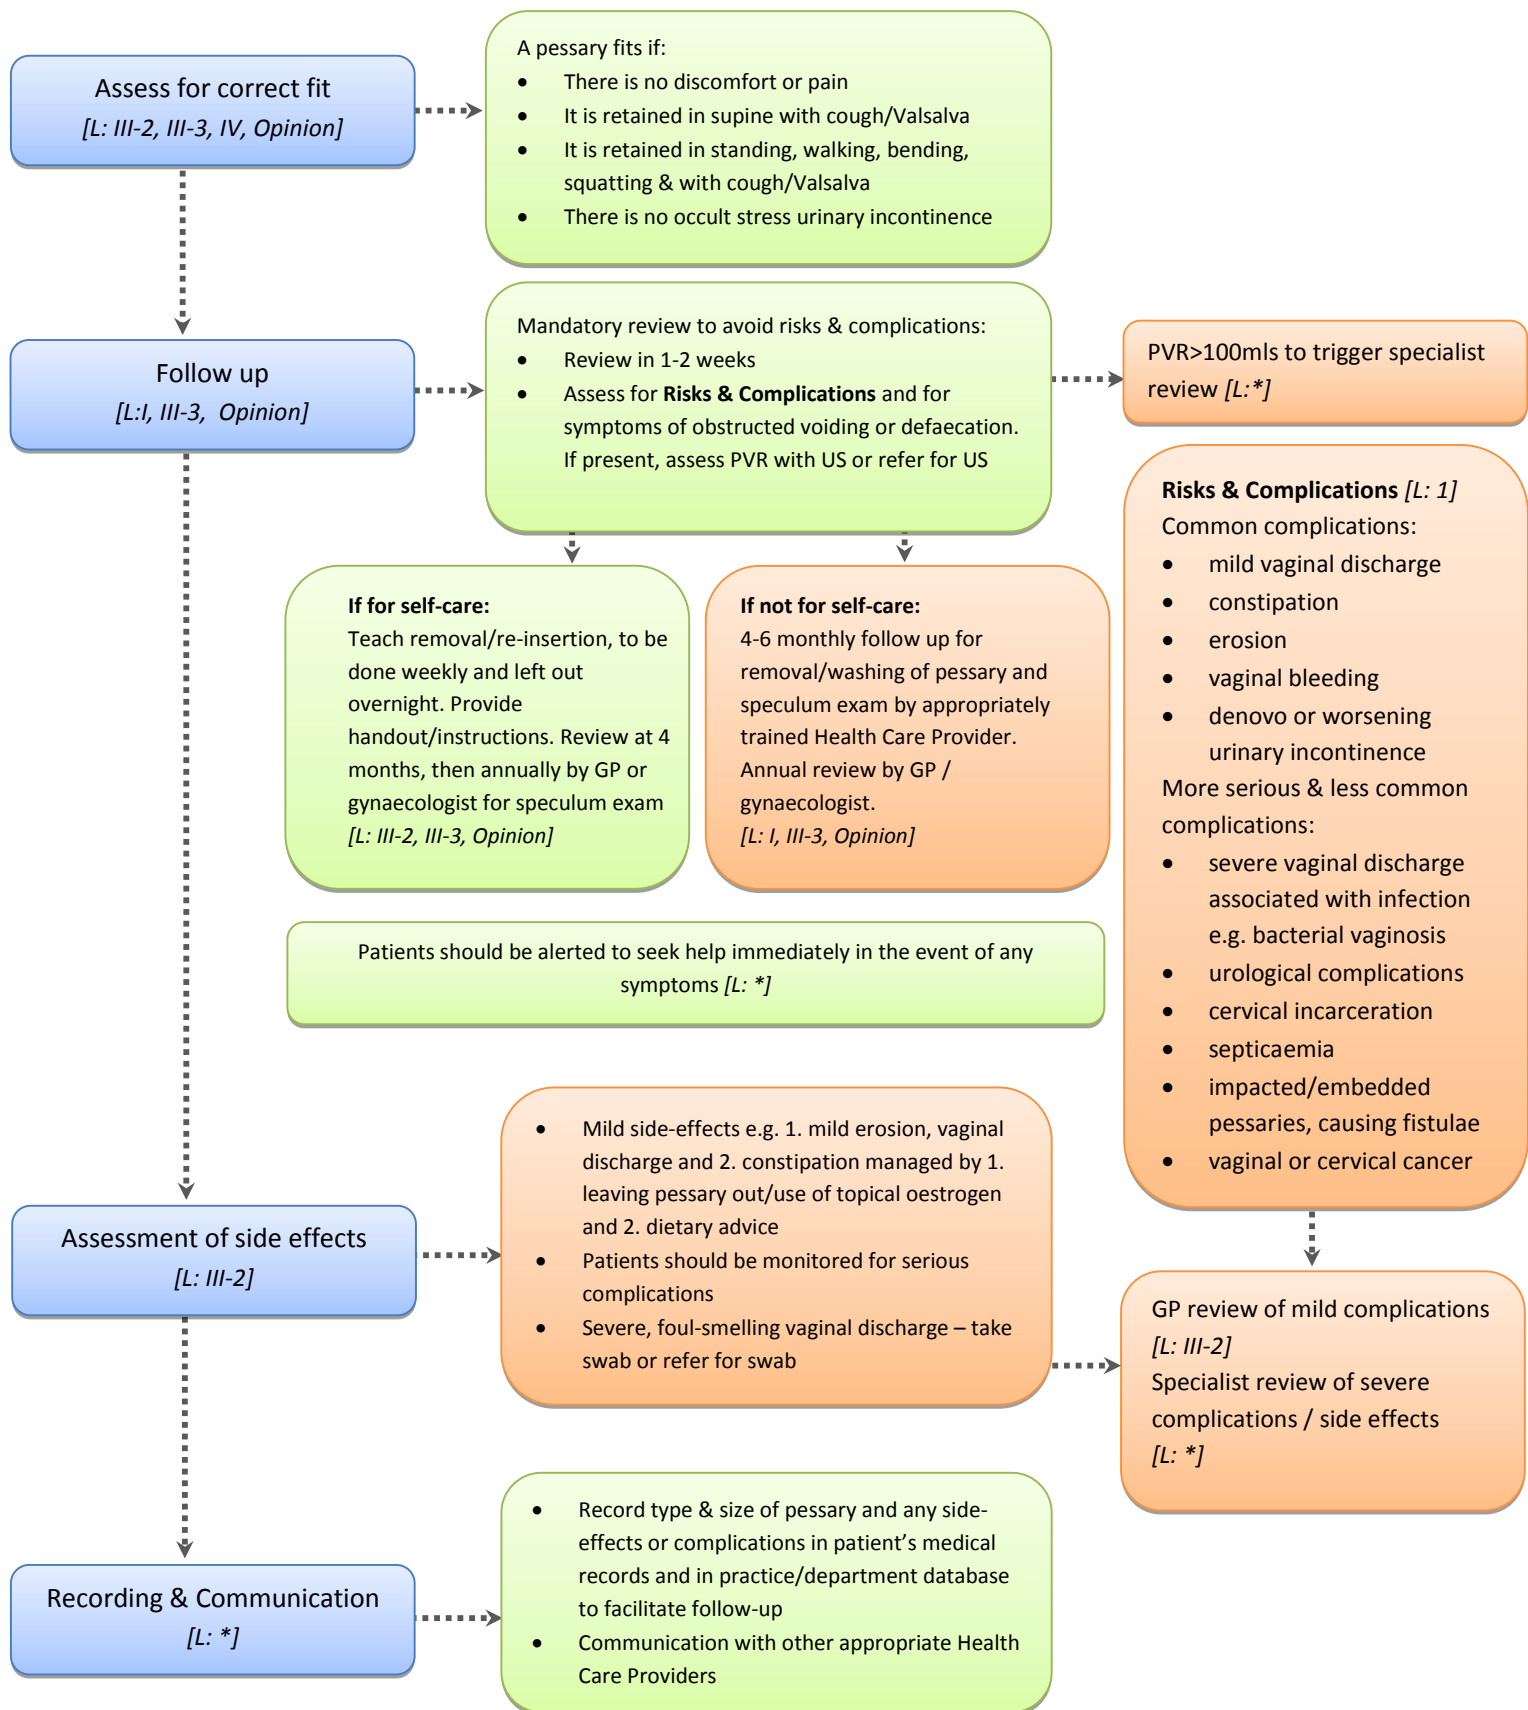 Assess for correct fit
[L: III-2, III-3, IV, Opinion]
A pessary fits if:
• There is no discomfort or pain
• It is retained in supine with cough/Valsalva
• It is retained in standing, walking, bending,
squatting & with cough/Valsalva
• There is no occult stress urinary incontinence
Follow up
[L:I, III-3, Opinion]
Mandatory review to avoid risks & complications:
• Review in 1-2 weeks
• Assess for Risks & Complications and for
symptoms of obstructed voiding or defaecation.
If present, assess PVR with US or refer for US
PVR>100mls to trigger specialist
review [L:*]
If for self-care:
Teach removal/re-insertion, to be
done weekly and left out
overnight. Provide
handout/instructions. Review at 4
months, then annually by GP or
gynaecologist for speculum exam
[L: III-2, III-3, Opinion]
If not for self-care:
4-6 monthly follow up for
removal/washing of pessary and
speculum exam by appropriately
trained Health Care Provider.
Annual review by GP /
gynaecologist.
[L: I, III-3, Opinion]
Risks & Complications [L: 1]
Common complications:
• mild vaginal discharge
• constipation
• erosion
• vaginal bleeding
• denovo or worsening
urinary incontinence
More serious & less common
complications:
• severe vaginal discharge
associated with infection
e.g. bacterial vaginosis
• urological complications
• cervical incarceration
• septicaemia
• impacted/embedded
pessaries, causing fistulae
• vaginal or cervical cancer
Patients should be alerted to seek help immediately in the event of any
symptoms [L: *]
Assessment of side effects
[L: III-2]
• Mild side-effects e.g. 1. mild erosion, vaginal
discharge and 2. constipation managed by 1.
leaving pessary out/use of topical oestrogen
and 2. dietary advice
• Patients should be monitored for serious
complications
• Severe, foul-smelling vaginal discharge – take
swab or refer for swab
GP review of mild complications
[L: III-2]
Specialist review of severe
complications / side effects
[L: *]
Recording & Communication
[L: *]
• Record type & size of pessary and any side-
effects or complications in patient’s medical
records and in practice/department database
to facilitate follow-up
• Communication with other appropriate Health
Care Providers